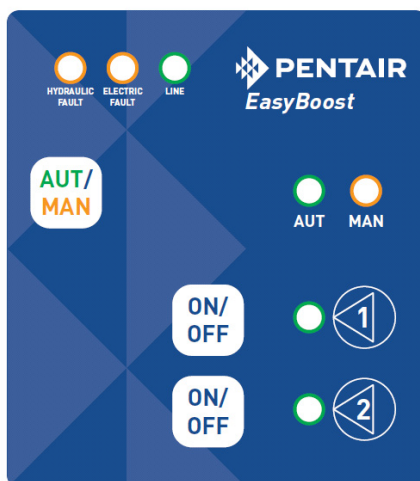 PENTAIR
EasyBoost
HYDRAULIC
FAULT
ELECTRIC
FAULT
LINE
AUT/
MAN
AUT
MAN
ON/
OFF
1
ON/
OFF
2